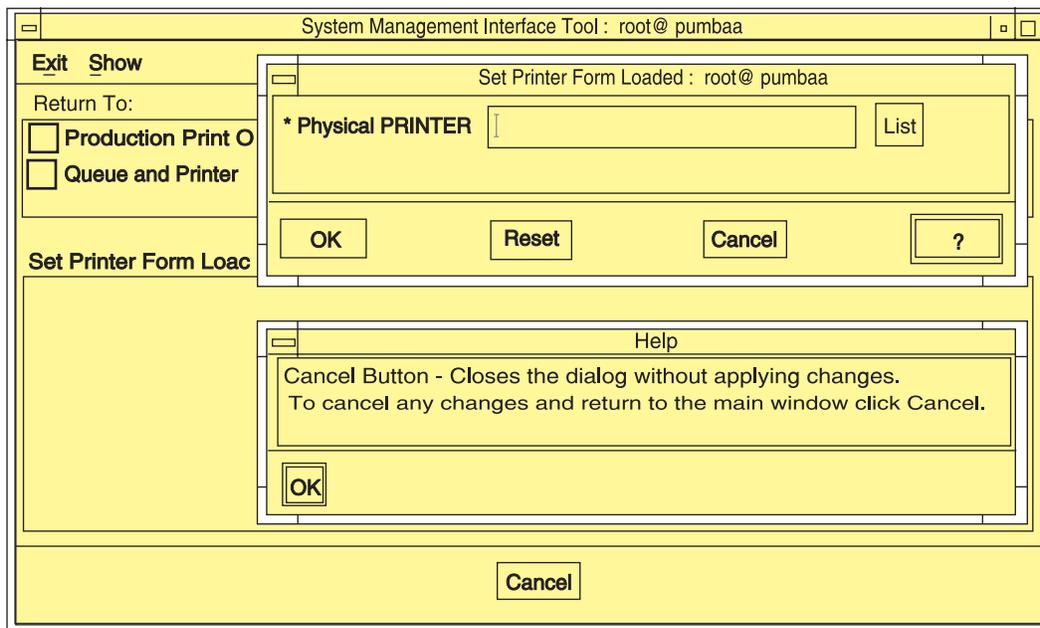 System Management Interface Tool : root@ pumbaa
Exit Show
Return To:
Production Print O
Queue and Printer
Set Printer Form Loac
Set Printer Form Loaded : root@ pumbaa
* Physical PRINTER
List
OK Reset Cancel ?
Help
Cancel Button - Closes the dialog without applying changes.
To cancel any changes and return to the main window click Cancel.
OK
Cancel